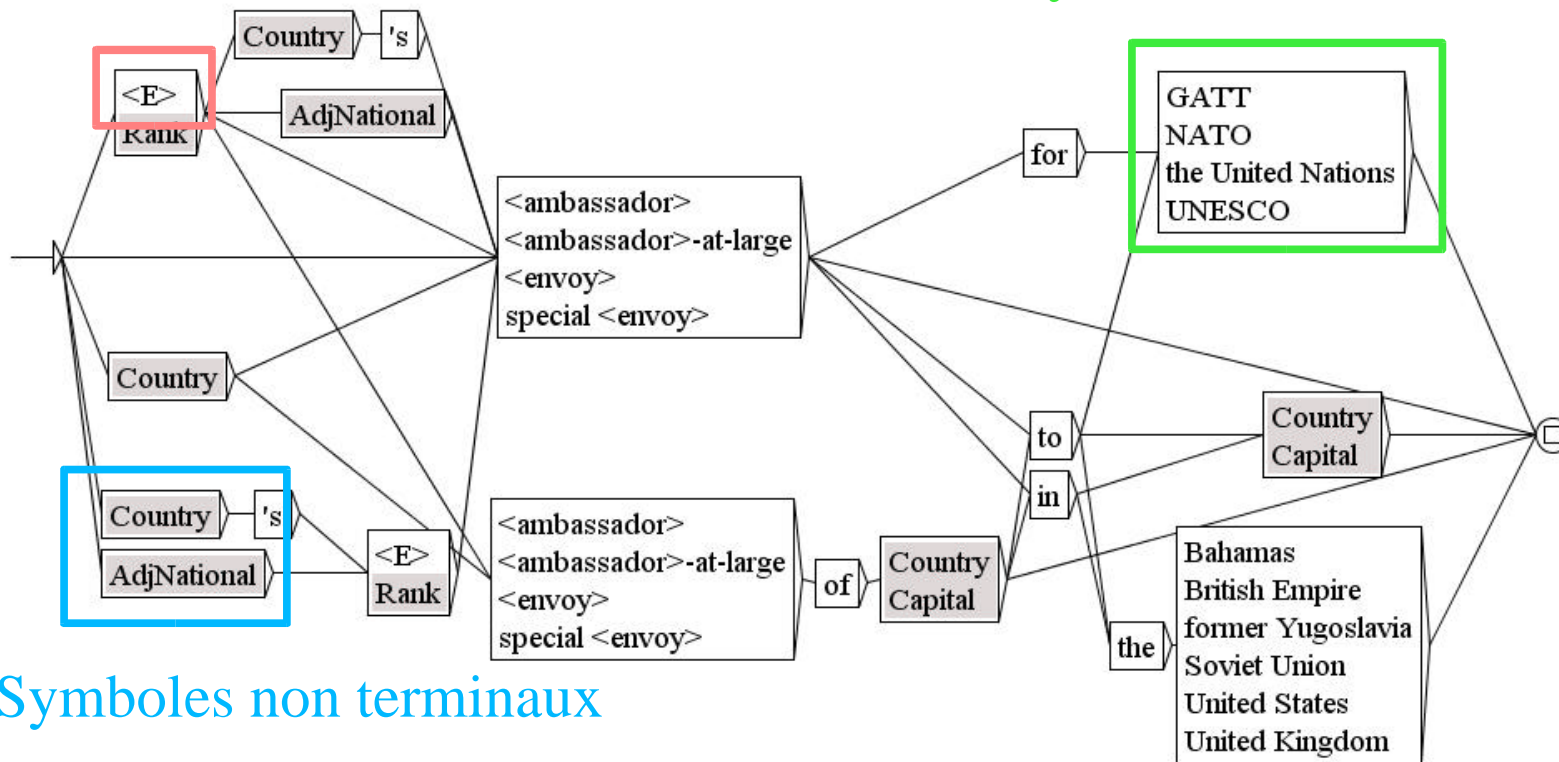 Country
's
<E>
Rank
AdjNational
GATT
NATO
the United Nations
UNESCO
for
<ambassador>
<ambassador>-at-large
<envoy>
special <envoy>
Country
to
in
Country
Capital
Country
's
AdjNational
<E>
Rank
<ambassador>
<ambassador>-at-large
<envoy>
special <envoy>
of
Country
Capital
the
Bahamas
British Empire
former Yugoslavia
Soviet Union
United States
United Kingdom
Symboles non terminaux